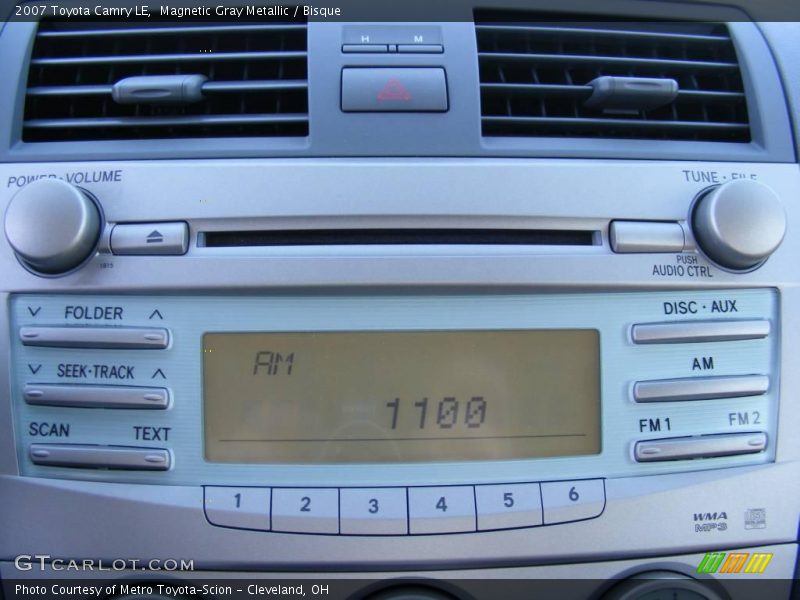 2007 Toyota Camry LE,  Magnetic Gray Metallic / Bisque
H M
POWER·VOLUME
TUNE · FILE
1815
PUSH
AUDIO CTRL
FOLDER
DISC · AUX
SEEK·TRACK
AM
AM
1100
SCAN TEXT
FM1 FM2
1 2 3 4 5 6
WMA
MP3
GTCARLOT.COM
Photo Courtesy of Metro Toyota-Scion - Cleveland, OH